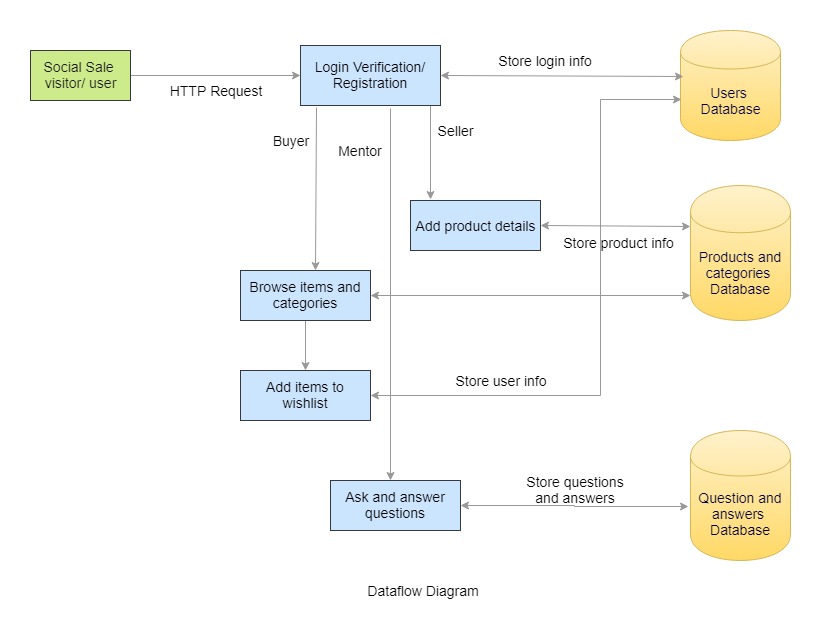 Social Sale
visitor/ user
HTTP Request
Login Verification/
Registration
Store login info
Users
Database
Buyer
Mentor
Seller
Add product details
Store product info
Products and
categories
Database
Browse items and
categories
Add items to
wishlist
Store user info
Ask and answer
questions
Store questions
and answers
Question and
answers
Database
Dataflow Diagram